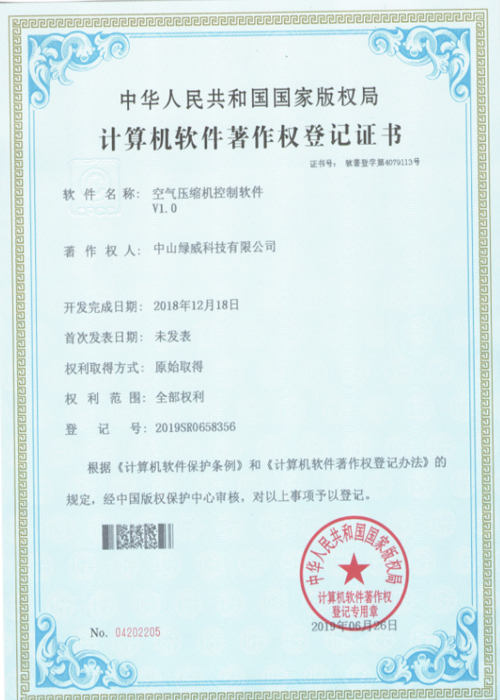 中华人民共和国国家版权局
计算机软件著作权登记证书
证书号: 软著登字第4079113号
软件名称: 空气压缩机控制软件
V1.0
著作权人: 中山绿威科技有限公司
开发完成日期: 2018年12月18日
首次发表日期: 未发表
权利取得方式: 原始取得
权利范围: 全部权利
登记号: 2019SR0658356
根据《计算机软件保护条例》和《计算机软件著作权登记办法》的
规定，经中国版权保护中心审核，对以上事项予以登记。
中华人民共和国国家版权局
计算机软件著作权
登记专用章
2019年06月26日
No. 04202205